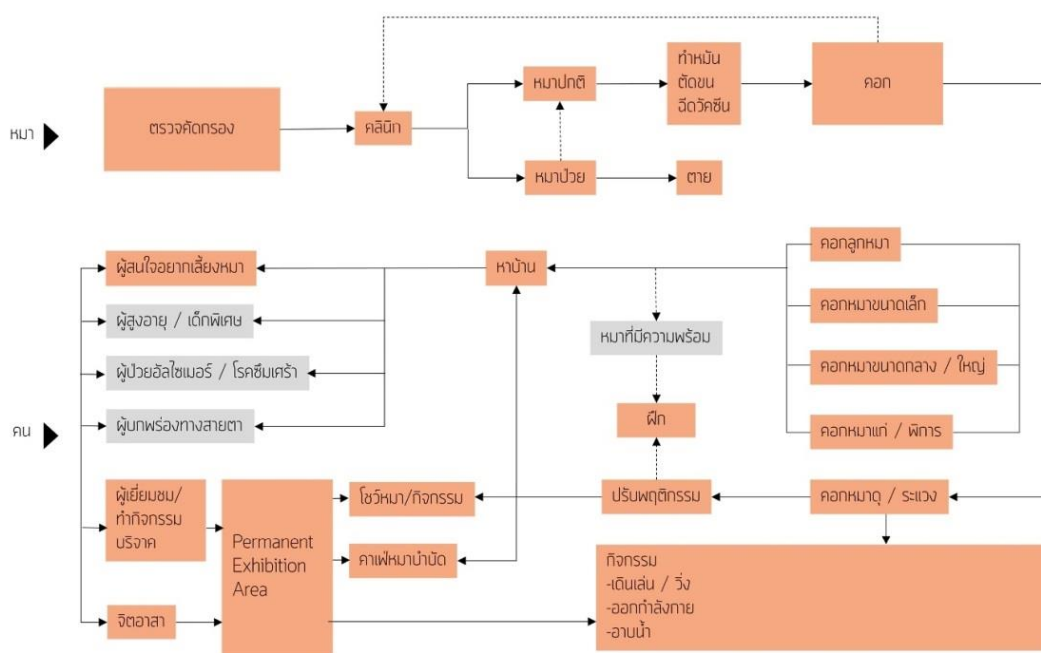 หมา
ตรวจคัดกรอง
คลินิก
หมาปกติ
ทำหมัน
ตัดขน
ฉีดวัคซีน
คอก
หมาป่วย
ตาย
คน
ผู้สนใจอยากเลี้ยงหมา
ผู้สูงอายุ / เด็กพิเศษ
ผู้ป่วยอัลไซเมอร์ / โรคซึมเศร้า
ผู้บกพร่องทางสายตา
หาบ้าน
หมาที่มีความพร้อม
ฝึก
คอกลูกหมา
คอกหมาขนาดเล็ก
คอกหมาขนาดกลาง / ใหญ่
คอกหมาแก่ / พิการ
ผู้เยี่ยมชม/
ทำกิจกรรม
บริจาค
จิตอาสา
Permanent
Exhibition
Area
โชว์หมา/กิจกรรม
คาเฟ่หมาบำบัด
ปรับพฤติกรรม
คอกหมาดุ / ระแวง
กิจกรรม
-เดินเล่น / วิ่ง
-ออกกำลังกาย
-อาบน้ำ